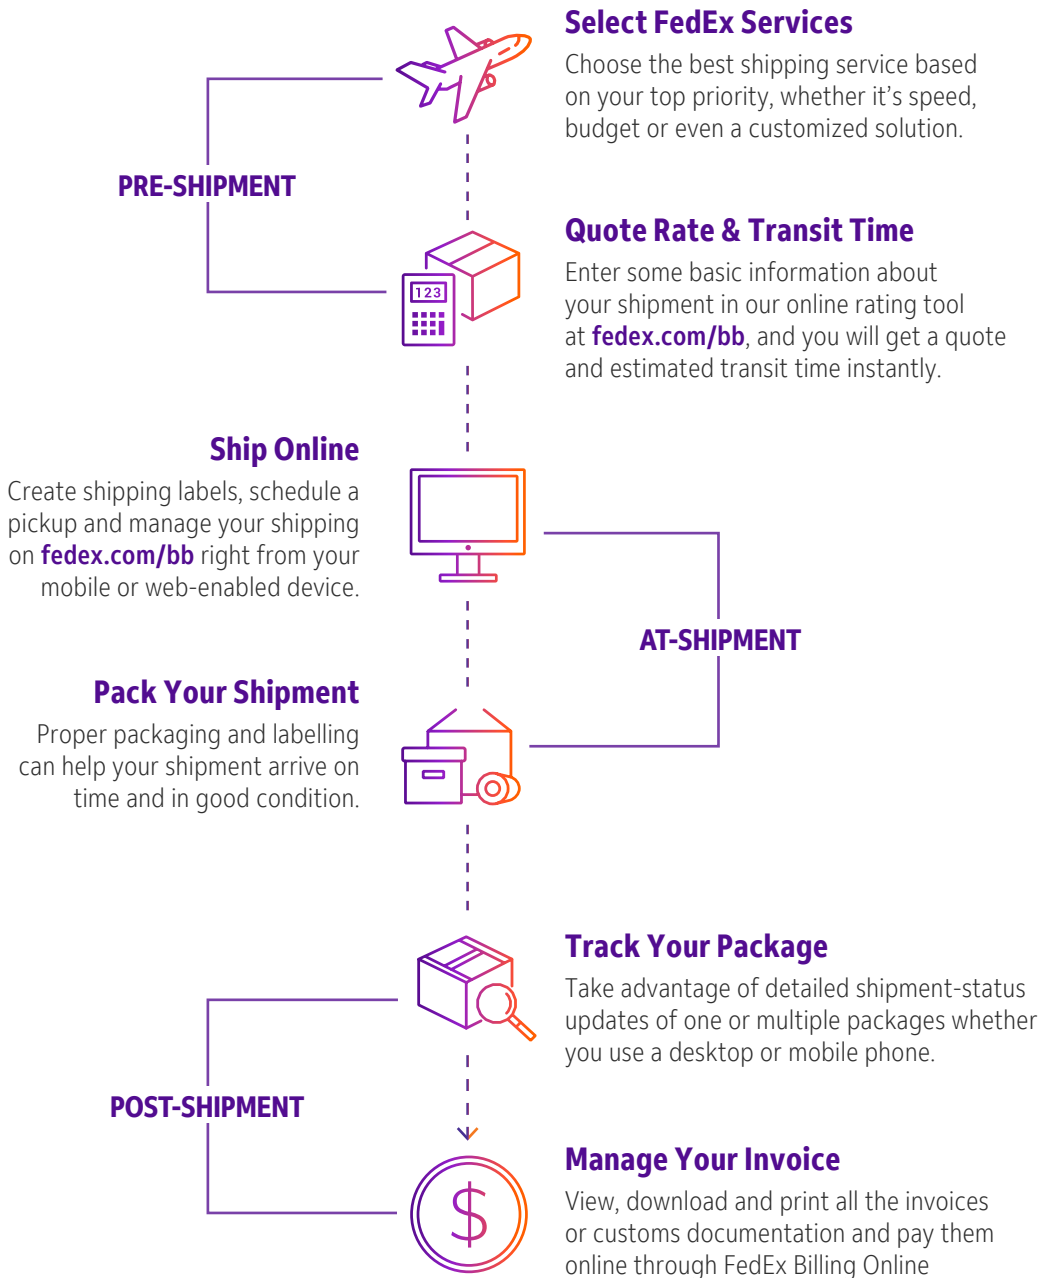 Select FedEx Services
Choose the best shipping service based
on your top priority, whether it's speed,
budget or even a customized solution.
PRE-SHIPMENT
Quote Rate & Transit Time
Enter some basic information about
your shipment in our online rating tool
at fedex.com/bb, and you will get a quote
and estimated transit time instantly.
123
Ship Online
Create shipping labels, schedule a
pickup and manage your shipping
on fedex.com/bb right from your
mobile or web-enabled device.
AT-SHIPMENT
Pack Your Shipment
Proper packaging and labelling
can help your shipment arrive on
time and in good condition.
Track Your Package
Take advantage of detailed shipment-status
updates of one or multiple packages whether
you use a desktop or mobile phone.
POST-SHIPMENT
Manage Your Invoice
$
View, download and print all the invoices
or customs documentation and pay them
online through FedEx Billing Online